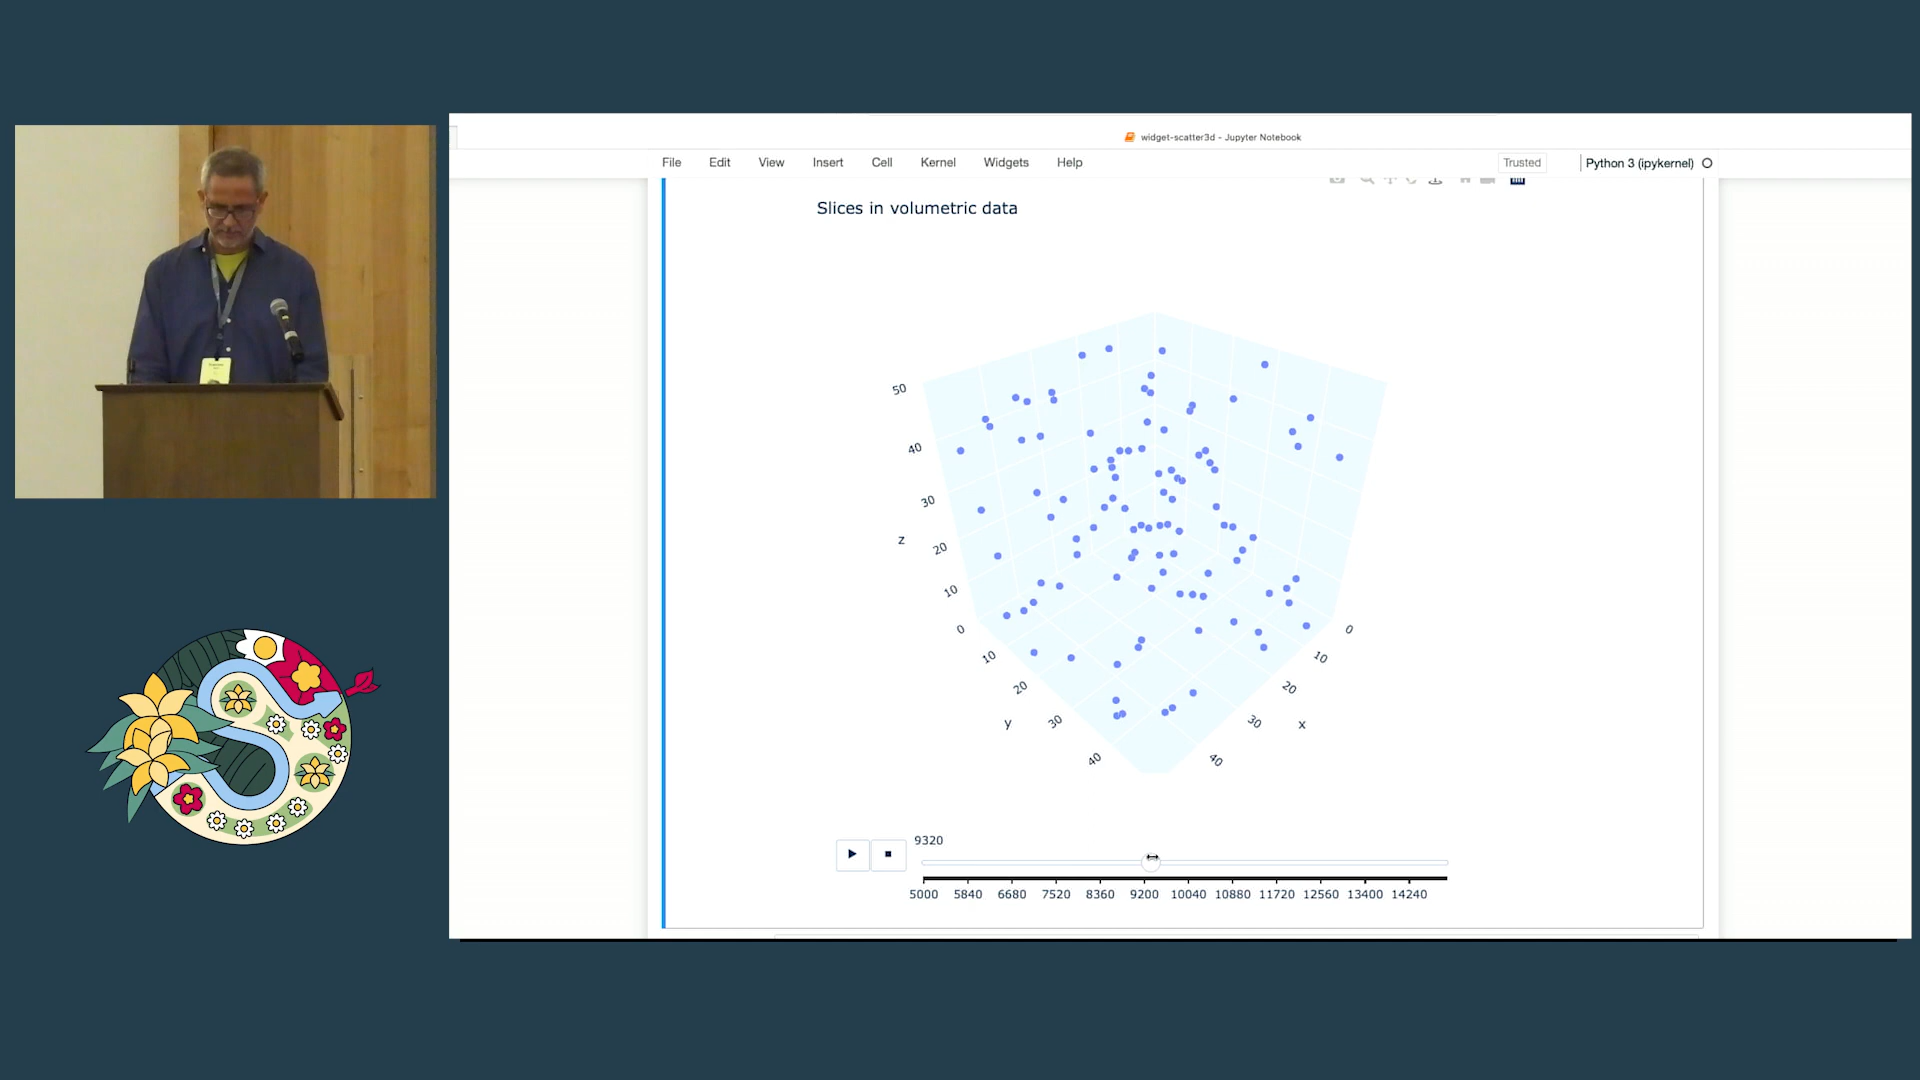 widget-scatter3d - Jupyter Notebook
File Edit View Insert Cell Kernel Widgets Help Trusted Python 3 (ipykernel)
Slices in volumetric data
50
40
30
z
20
10
0
0
10
10
20
20
y
30
30
x
40
40
9320
5000 5840 6680 7520 8360 9200 10040 10880 11720 12560 13400 14240